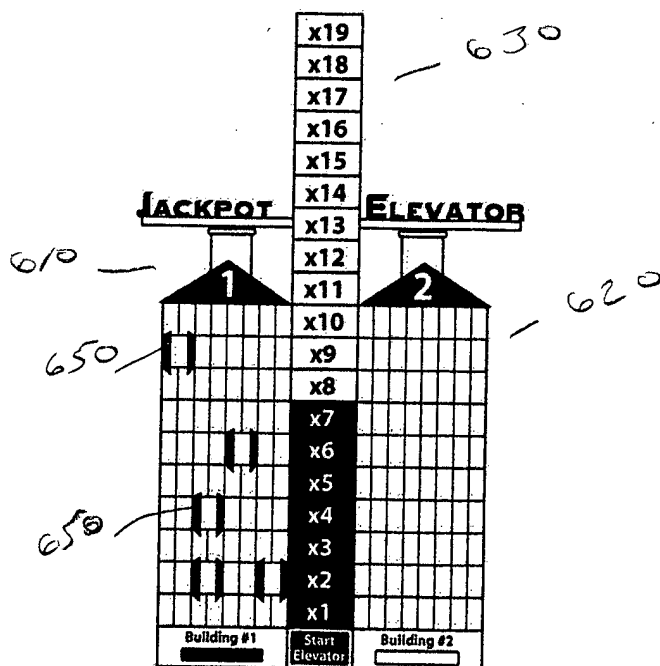 x19
630
x18
x17
x16
x15
x14
JACKPOT ELEVATOR
x13
x12
610
1
2
x11
620
x10
650
x9
x8
x7
x6
x5
650
x4
x3
x2
x1
Building #1
Start
Elevator
Building #2